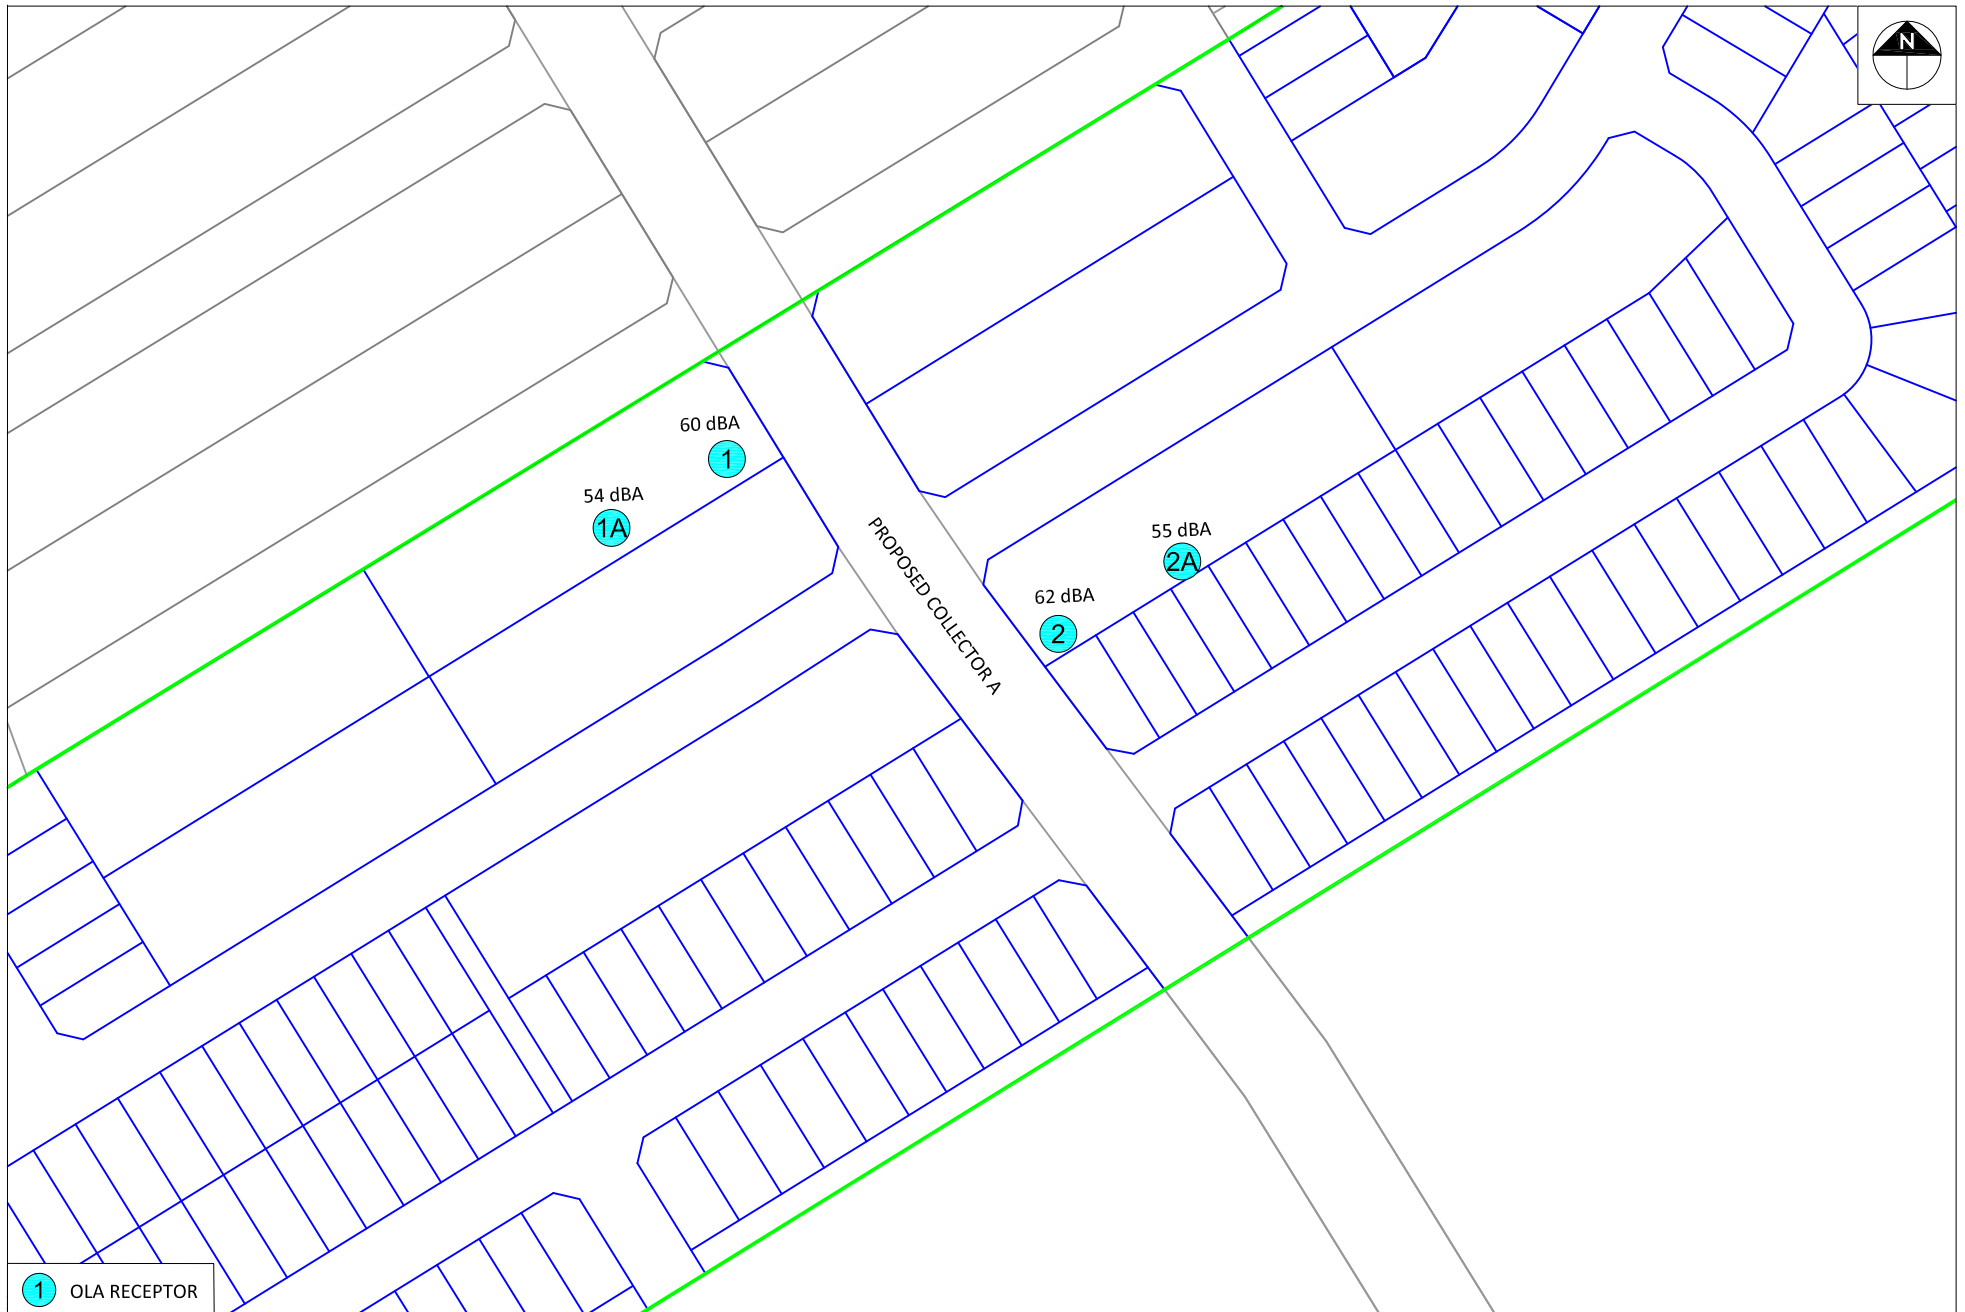 N
60 dBA
1
54 dBA
1A
PROPOSED COLLECTOR A
55 dBA
2A
62 dBA
2
1 OLA RECEPTOR